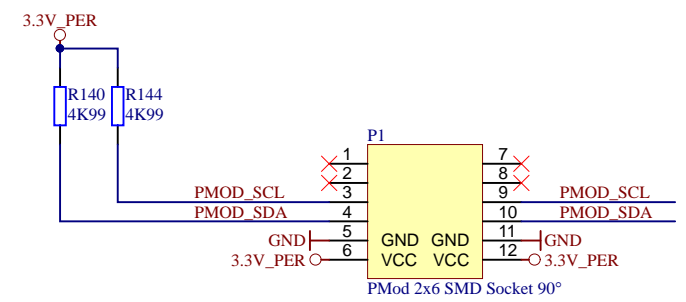 3.3V_PER
R140 R144
4K99 4K99
P1
1 7
2 8
PMOD_SCL 3 9 PMOD_SCL
PMOD_SDA 4 10 PMOD_SDA
GND 5 GND GND 11 GND
3.3V_PER 6 VCC VCC 12 3.3V_PER
PMod 2x6 SMD Socket 90°